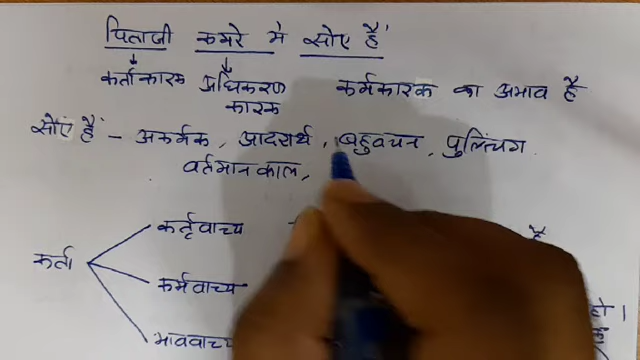 पिताजी कमरे में सोए हैं
कर्ताकारक अधिकरण कारक कर्मकारक का अभाव है
सोए हैं – अकर्मक, आदरार्थ, बहुवचन, पुल्लिंग
वर्तमान काल,
कर्तृवाच्य है
कर्ता
कर्मवाच्य हो।
भाववाच्य